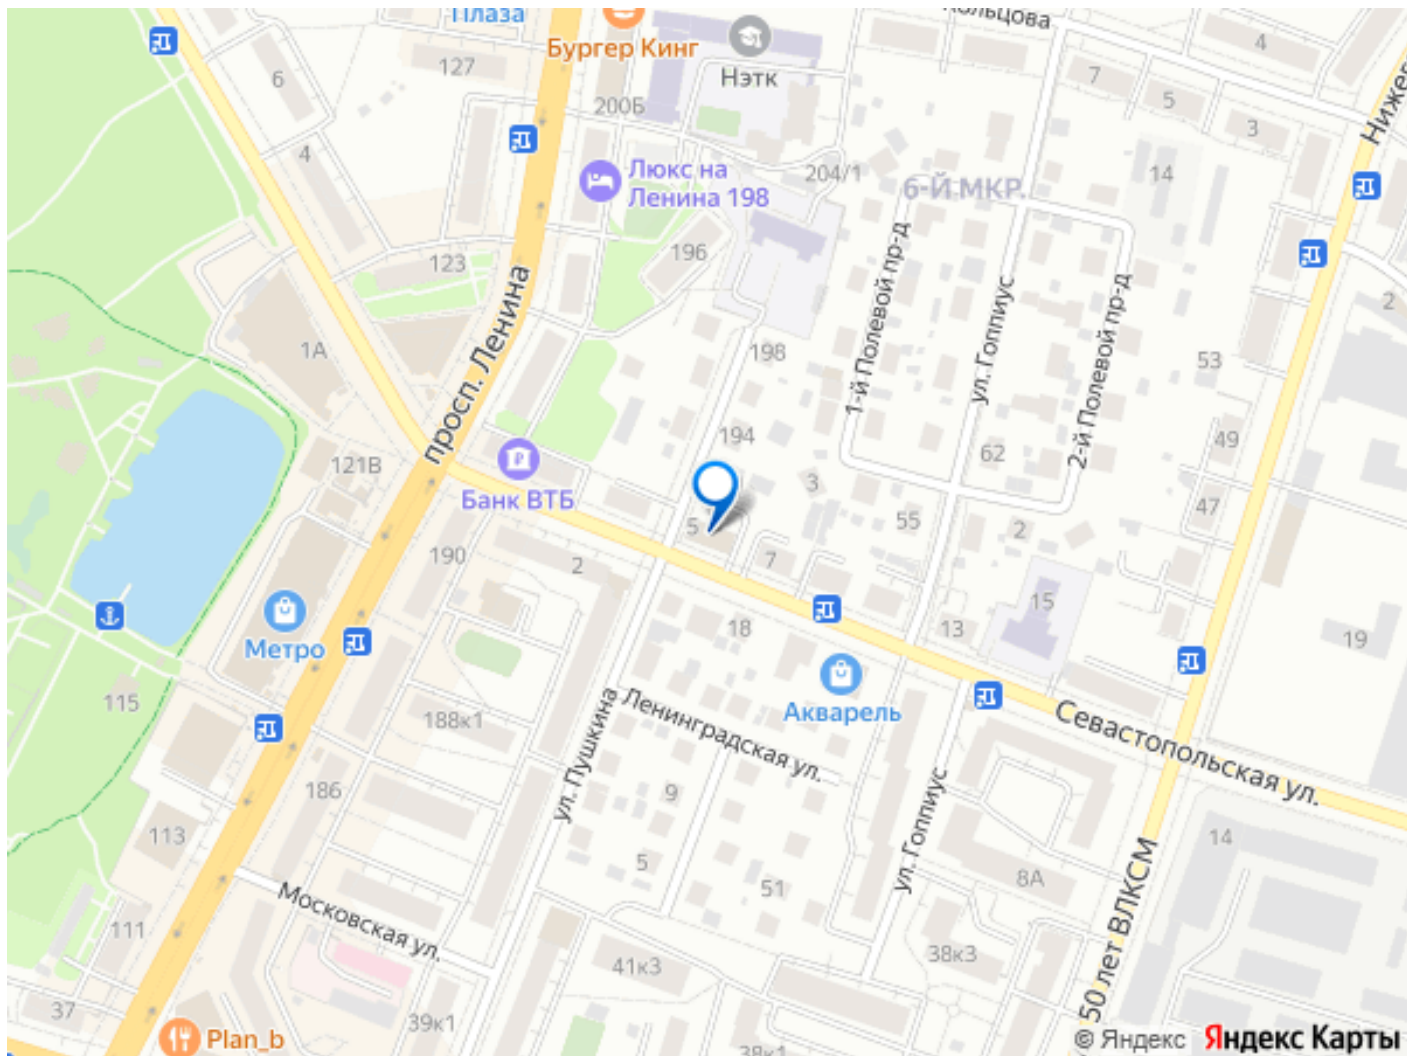 Плаза
Бургер Кинг
Нэтк
Кольцова
4
6
127
7
5
3
Нижег
200Б
4
Люкс на
Ленина 198
204/1
6-Й МКР.
14
196
123
2
просп. Ленина
1-й Полевой пр-д
ул. Гоппиус
2-й Полевой пр-д
1А
198
53
194
49
121В
62
Банк ВТБ
3
55
2
47
5
7
190
2
15
18
13
19
Метро
115
Акварель
188к1
ул. Пушкина
Ленинградская ул.
Севастопольская ул.
186
9
ул. Гоппиус
113
14
5
51
8А
Московская ул.
50 лет ВЛКСМ
111
41к3
38к3
37
39к1
Plan_b
38к1
© Яндекс Яндекс Карты